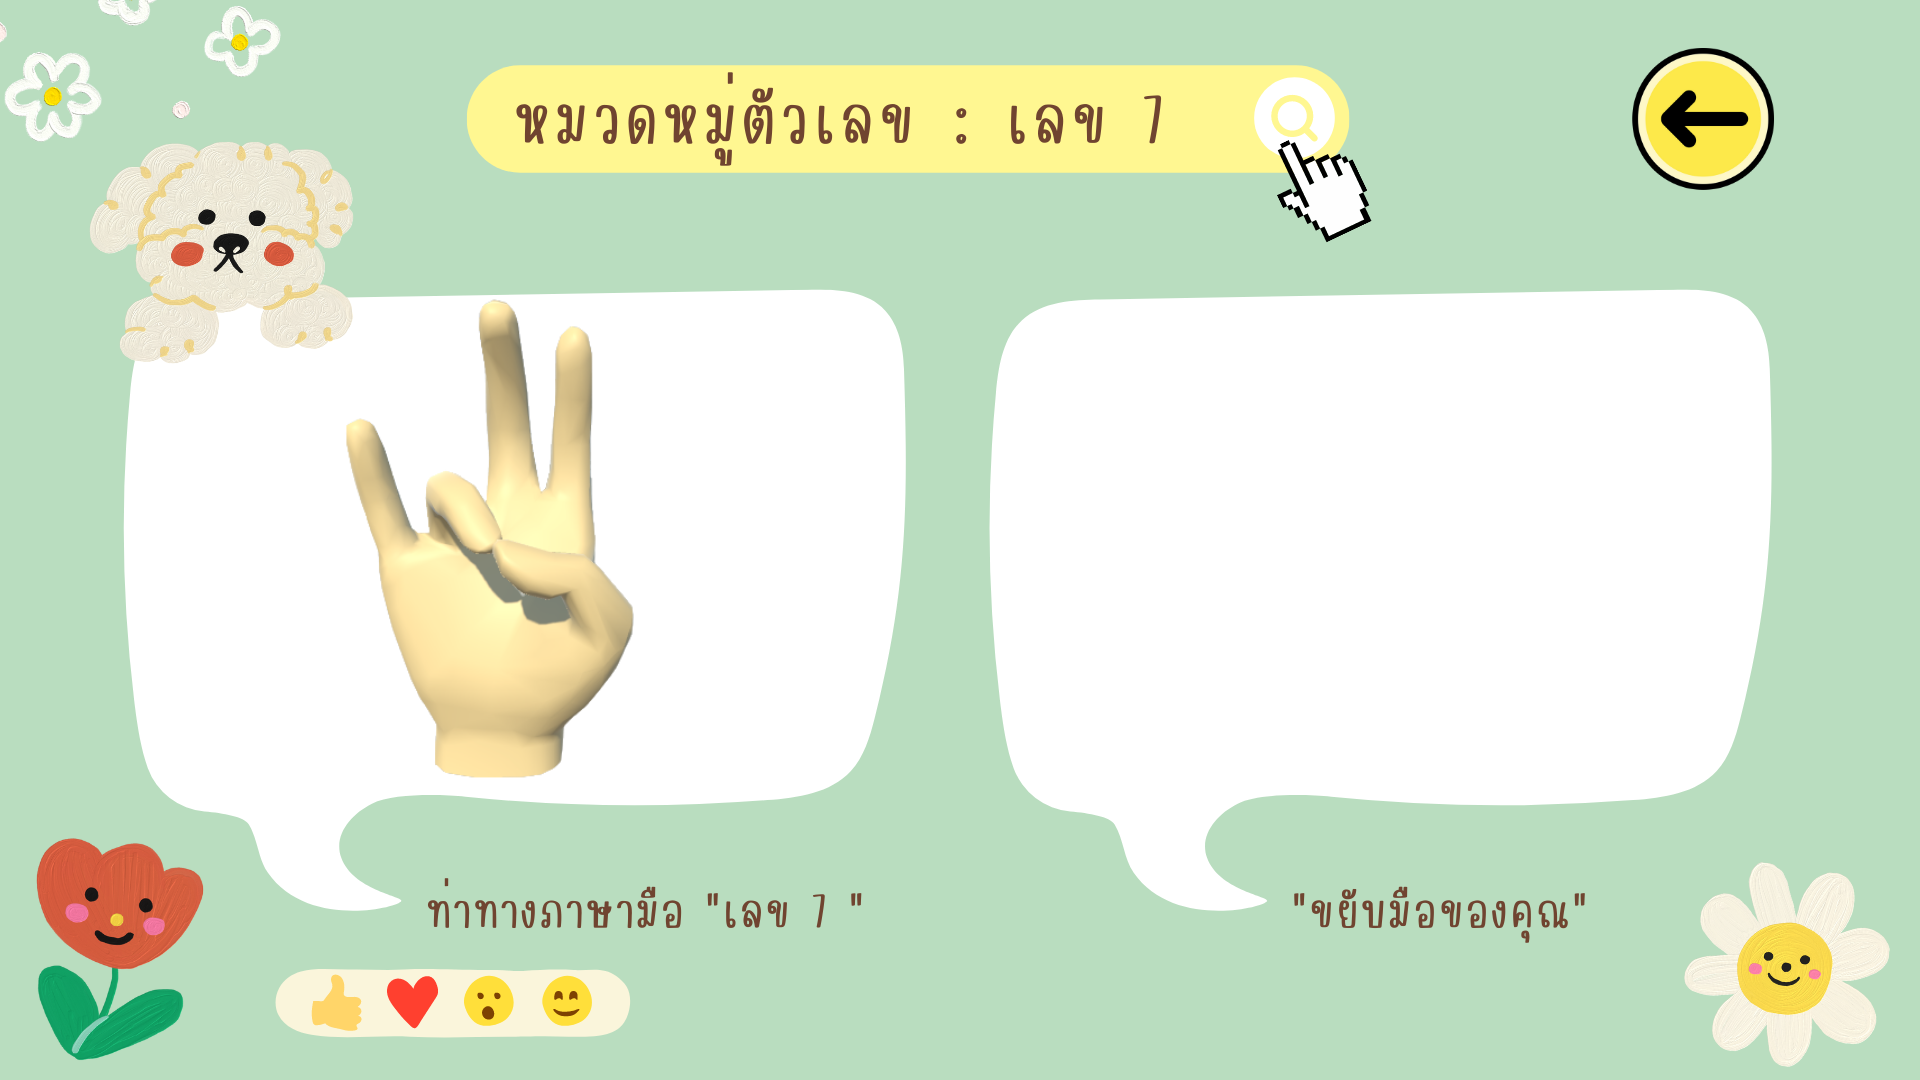 หมวดหมู่ตัวเลข : เลข 7
ท่าทางภาษามือ "เลข 7 "
"ขยับมือของคุณ"